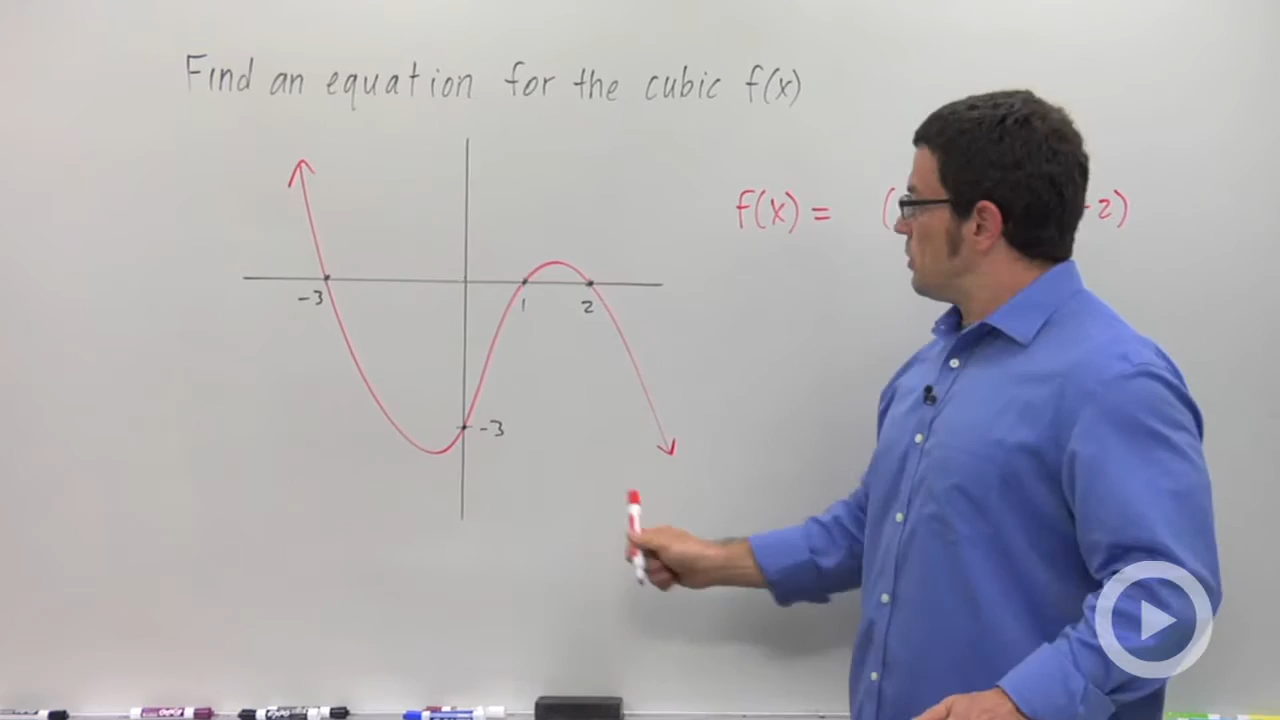 Find an equation for the cubic f(x)
f(x) = (
-2)
-3
1
2
-3